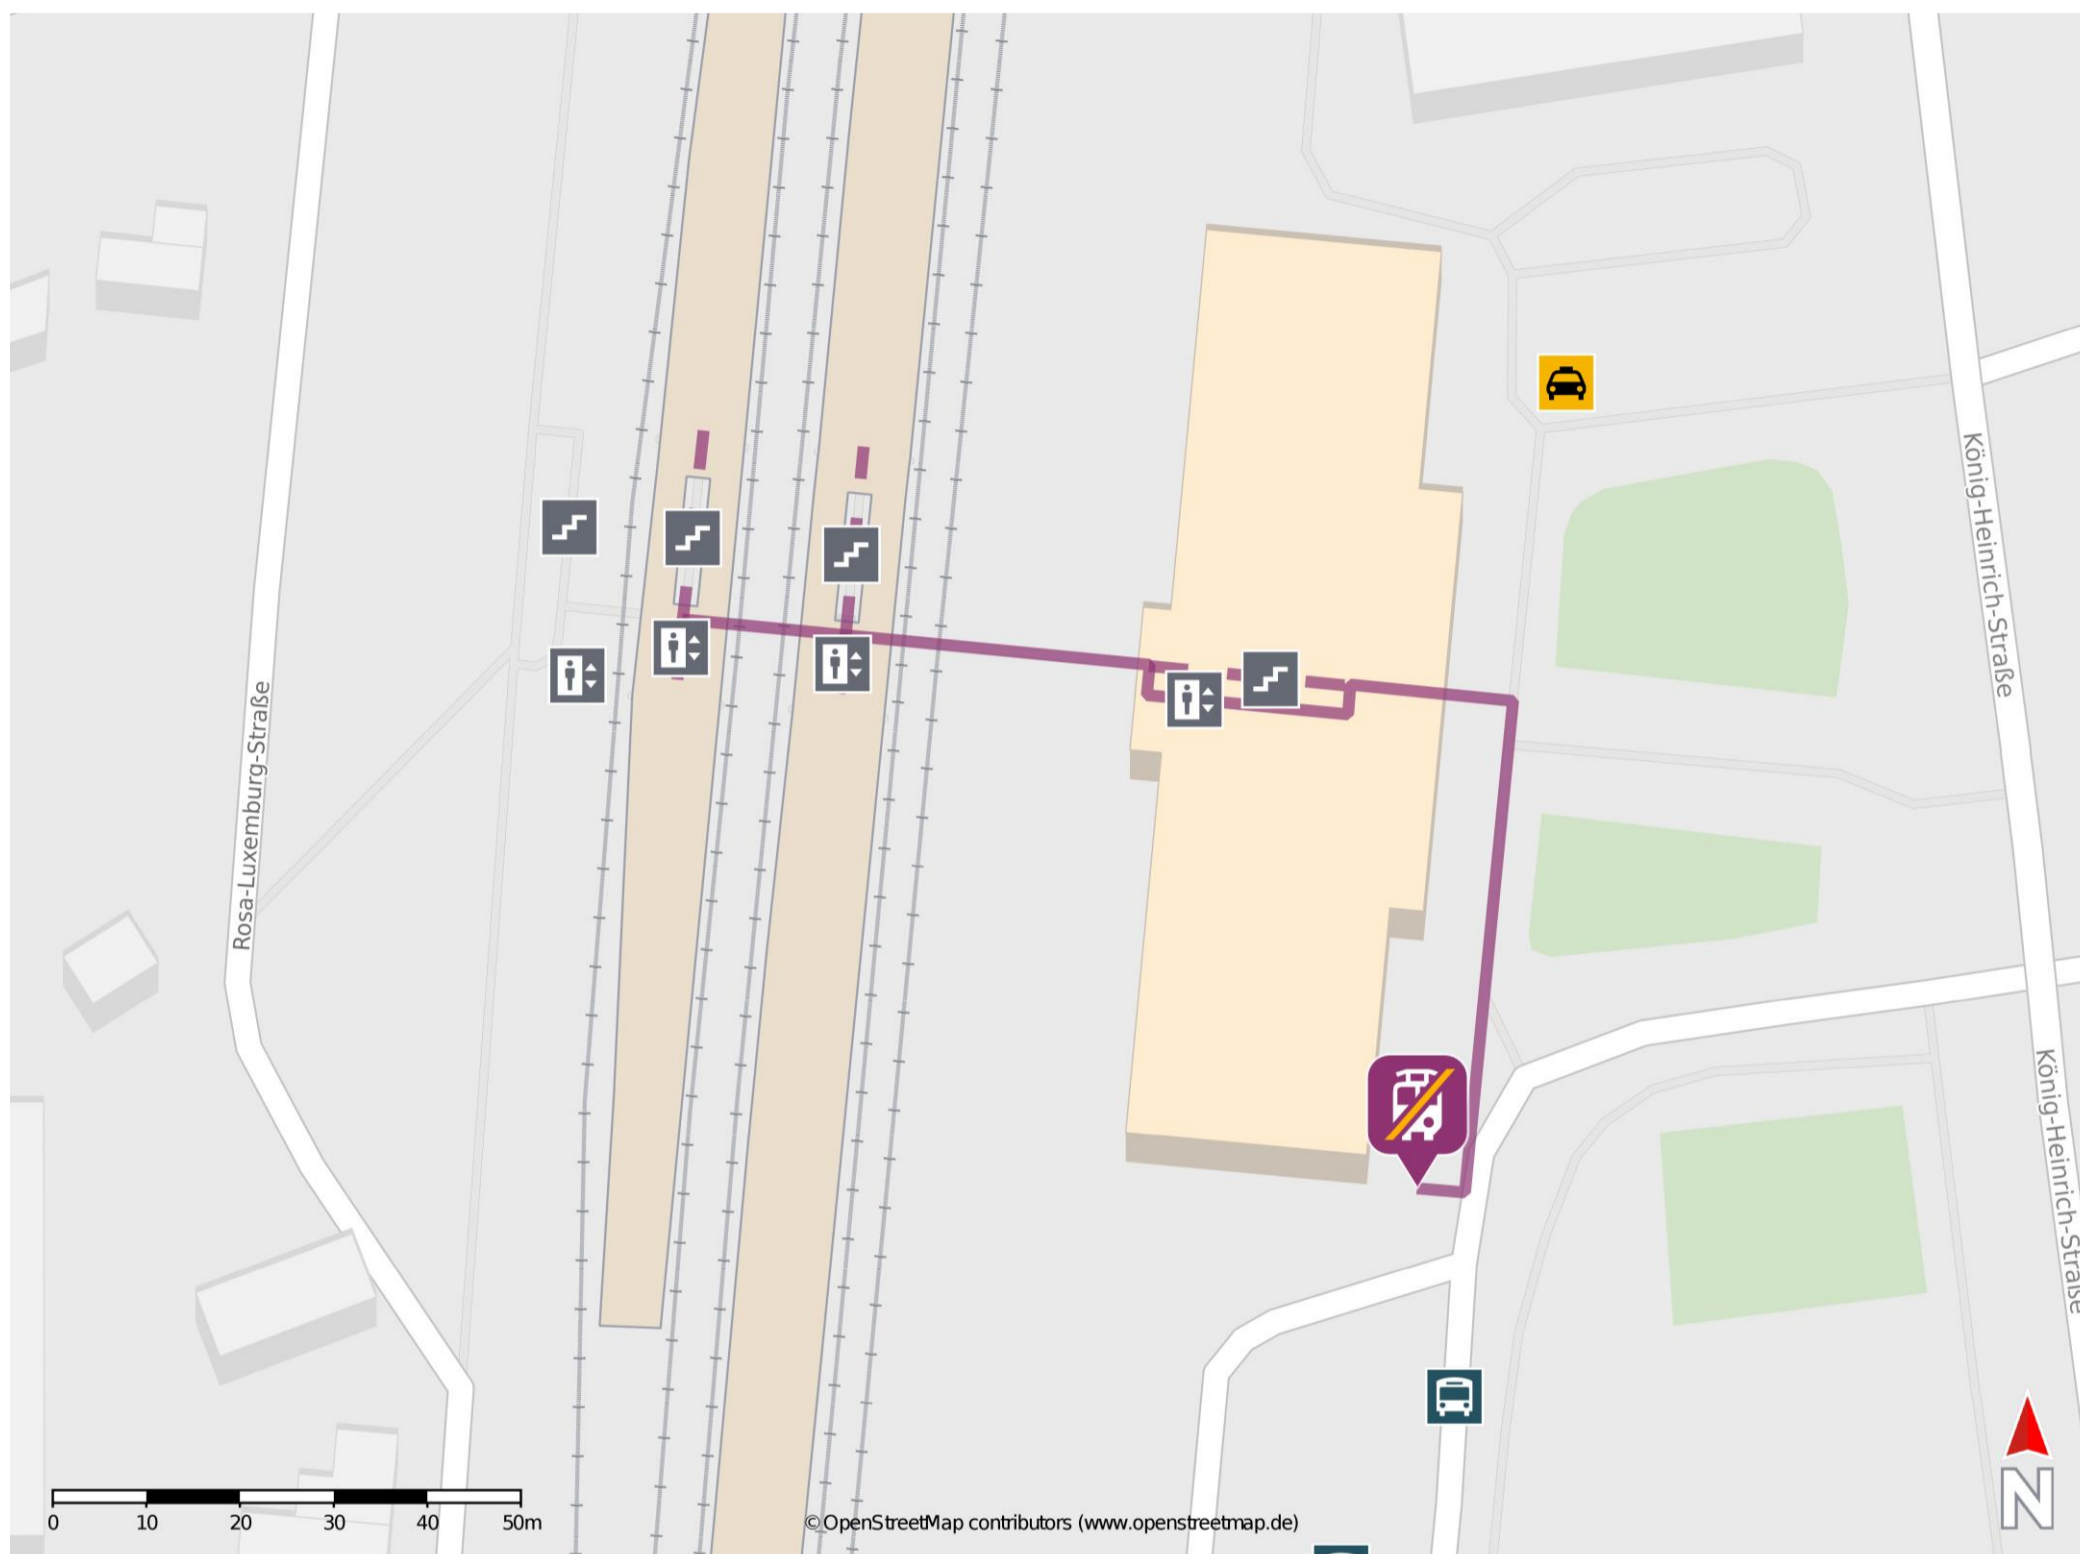 König-Heinrich-Straße
Rosa-Luxemburg-Straße
König-Heinrich-Straße
0 10 20 30 40 50m
© OpenStreetMap contributors (www.openstreetmap.de)
N